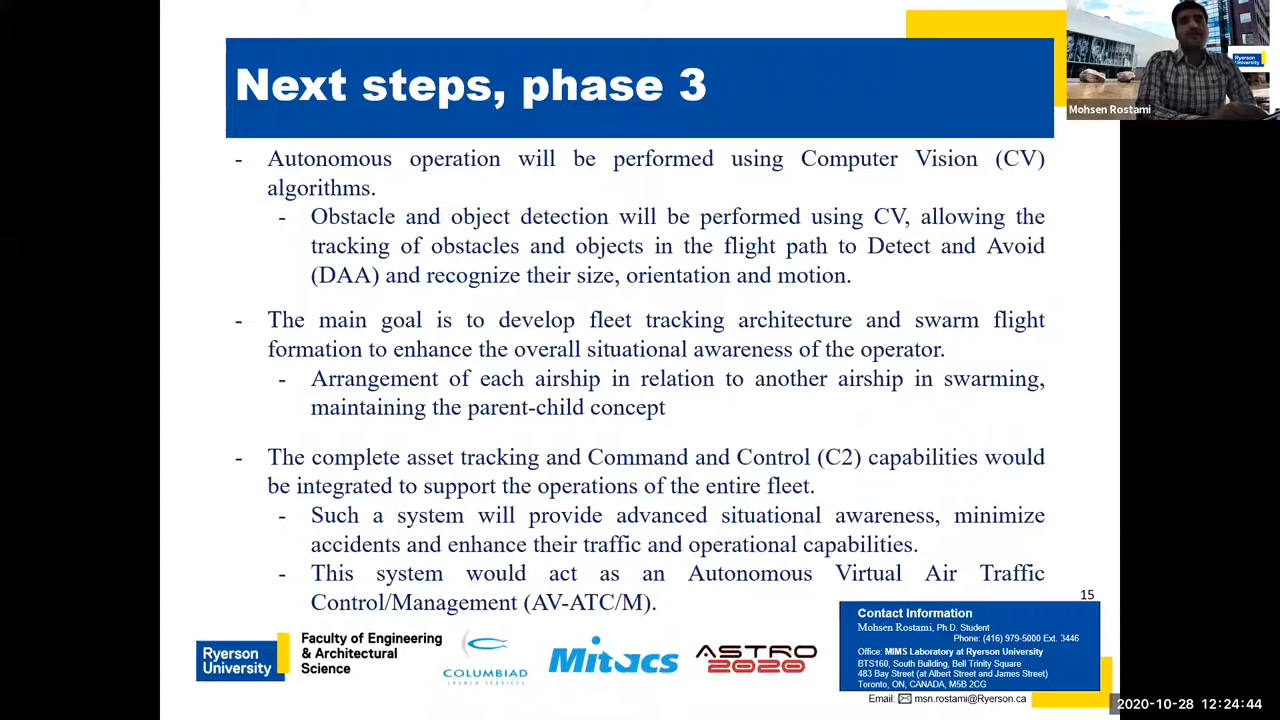 Next steps, phase 3
Ryerson
University
Mohsen Rostami
- Autonomous operation will be performed using Computer Vision (CV)
algorithms.
- Obstacle and object detection will be performed using CV, allowing the
tracking of obstacles and objects in the flight path to Detect and Avoid
(DAA) and recognize their size, orientation and motion.
- The main goal is to develop fleet tracking architecture and swarm flight
formation to enhance the overall situational awareness of the operator.
- Arrangement of each airship in relation to another airship in swarming,
maintaining the parent-child concept
- The complete asset tracking and Command and Control (C2) capabilities would
be integrated to support the operations of the entire fleet.
- Such a system will provide advanced situational awareness, minimize
accidents and enhance their traffic and operational capabilities.
- This system would act as an Autonomous Virtual Air Traffic
Control/Management (AV-ATC/M).
15
Ryerson
University
Faculty of Engineering
& Architectural
Science
COLUMBIAD
LAUNCH SERVICES
Mitacs
ASTRO
2020
Contact Information
Mohsen Rostami, Ph.D. Student
Phone: (416) 979-5000 Ext. 3446
Office: MIMS Laboratory at Ryerson University
BTS160, South Building, Bell Trinity Square
483 Bay Street (at Albert Street and James Street)
Toronto, ON, CANADA, M5B 2CG
Email: msn.rostami@Ryerson.ca
2020-10-28 12:24:44